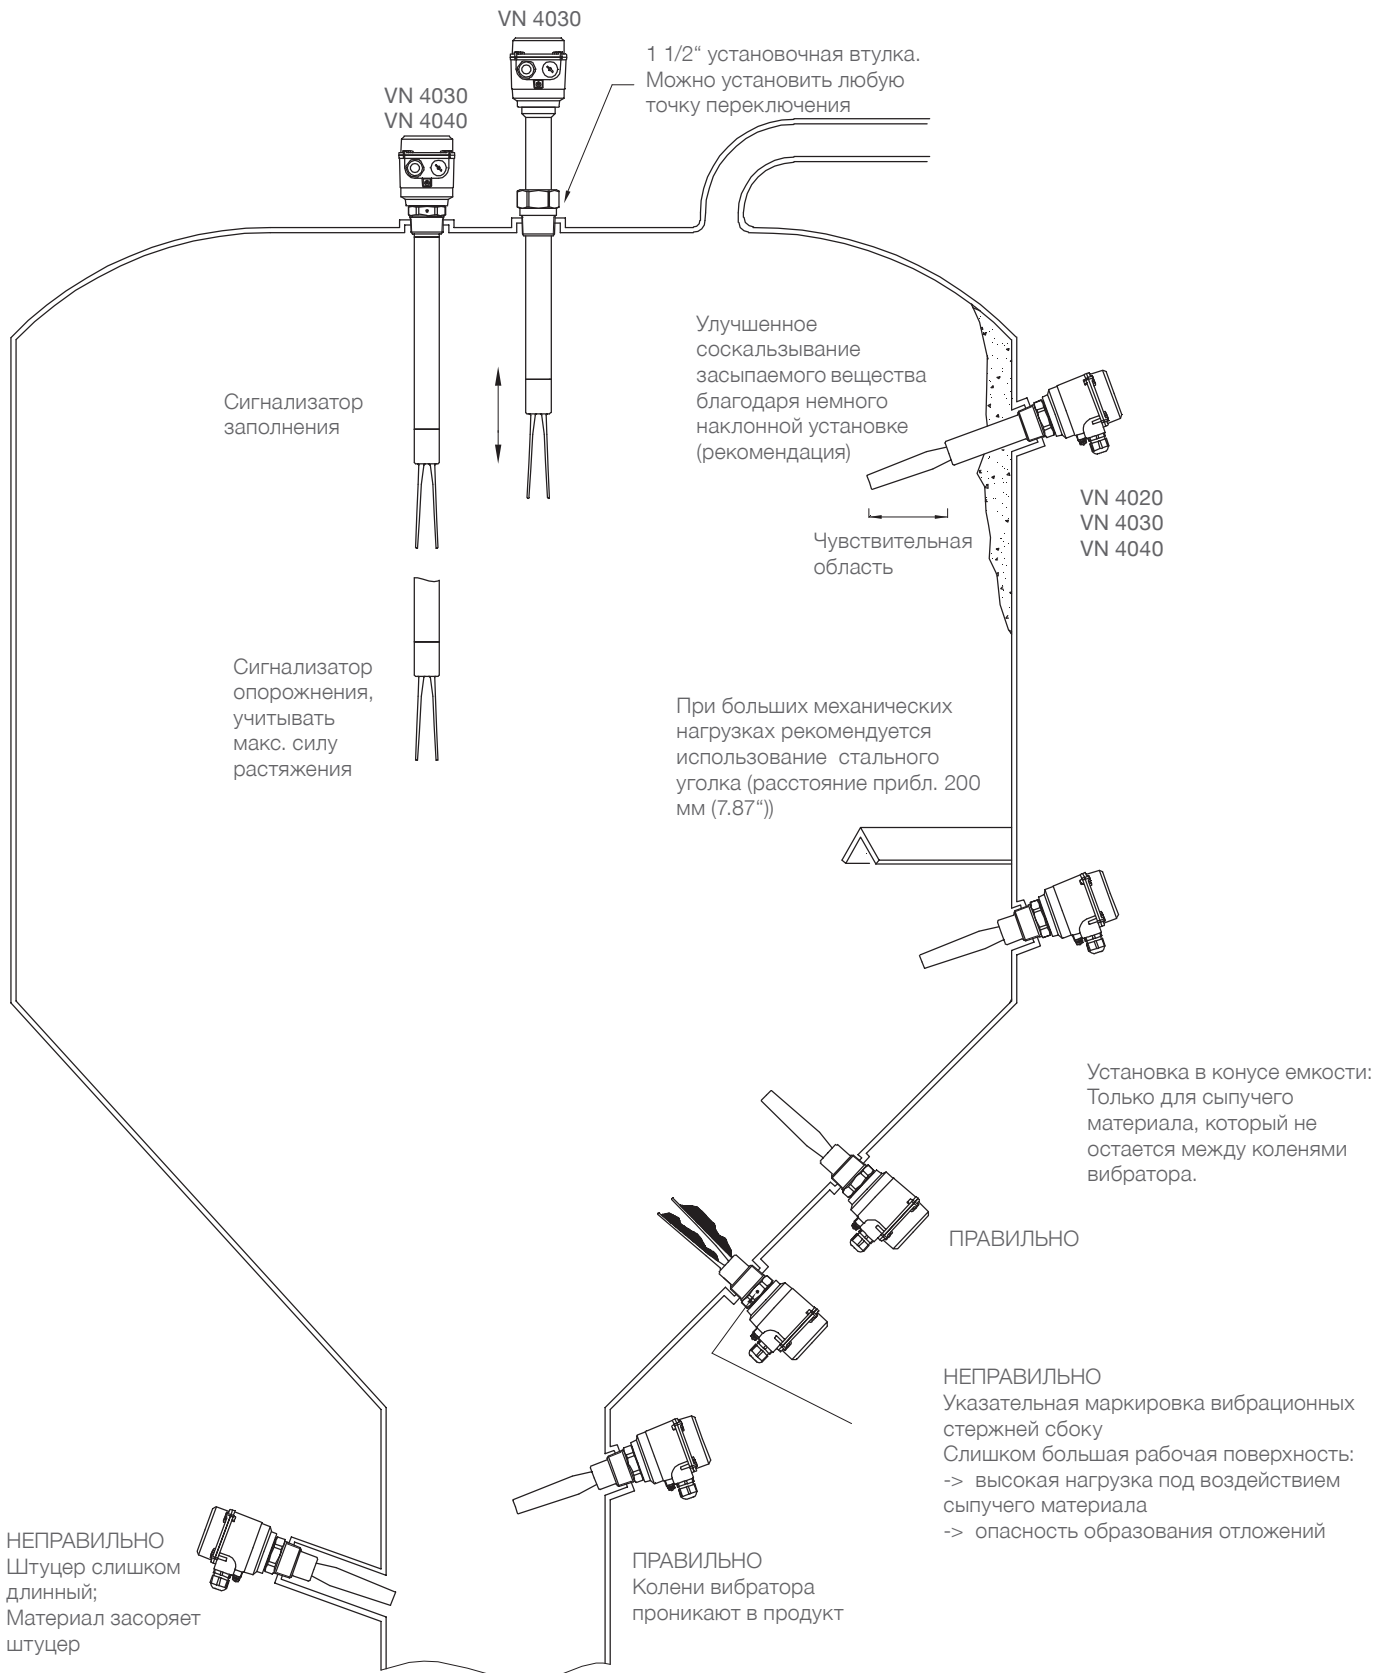 VN 4030
1 1/2“ установочная втулка.
Можно установить любую
точку переключения
VN 4030
VN 4040
Улучшенное
соскальзывание
засыпаемого вещества
благодаря немного
наклонной установке
(рекомендация)
Сигнализатор
заполнения
VN 4020
VN 4030
VN 4040
Чувствительная
область
Сигнализатор
опорожнения,
учитывать
макс. силу
растяжения
При больших механических
нагрузках рекомендуется
использование  стального
уголка (расстояние прибл. 200
мм (7.87“))
Установка в конусе емкости:
Только для сыпучего
материала, который не
остается между коленями
вибратора.
ПРАВИЛЬНО
НЕПРАВИЛЬНО
Указательная маркировка вибрационных
стержней сбоку
Слишком большая рабочая поверхность:
->  высокая нагрузка под воздействием
сыпучего материала
->  опасность образования отложений
НЕПРАВИЛЬНО
Штуцер слишком
длинный;
Материал засоряет
штуцер
ПРАВИЛЬНО
Колени вибратора
проникают в продукт